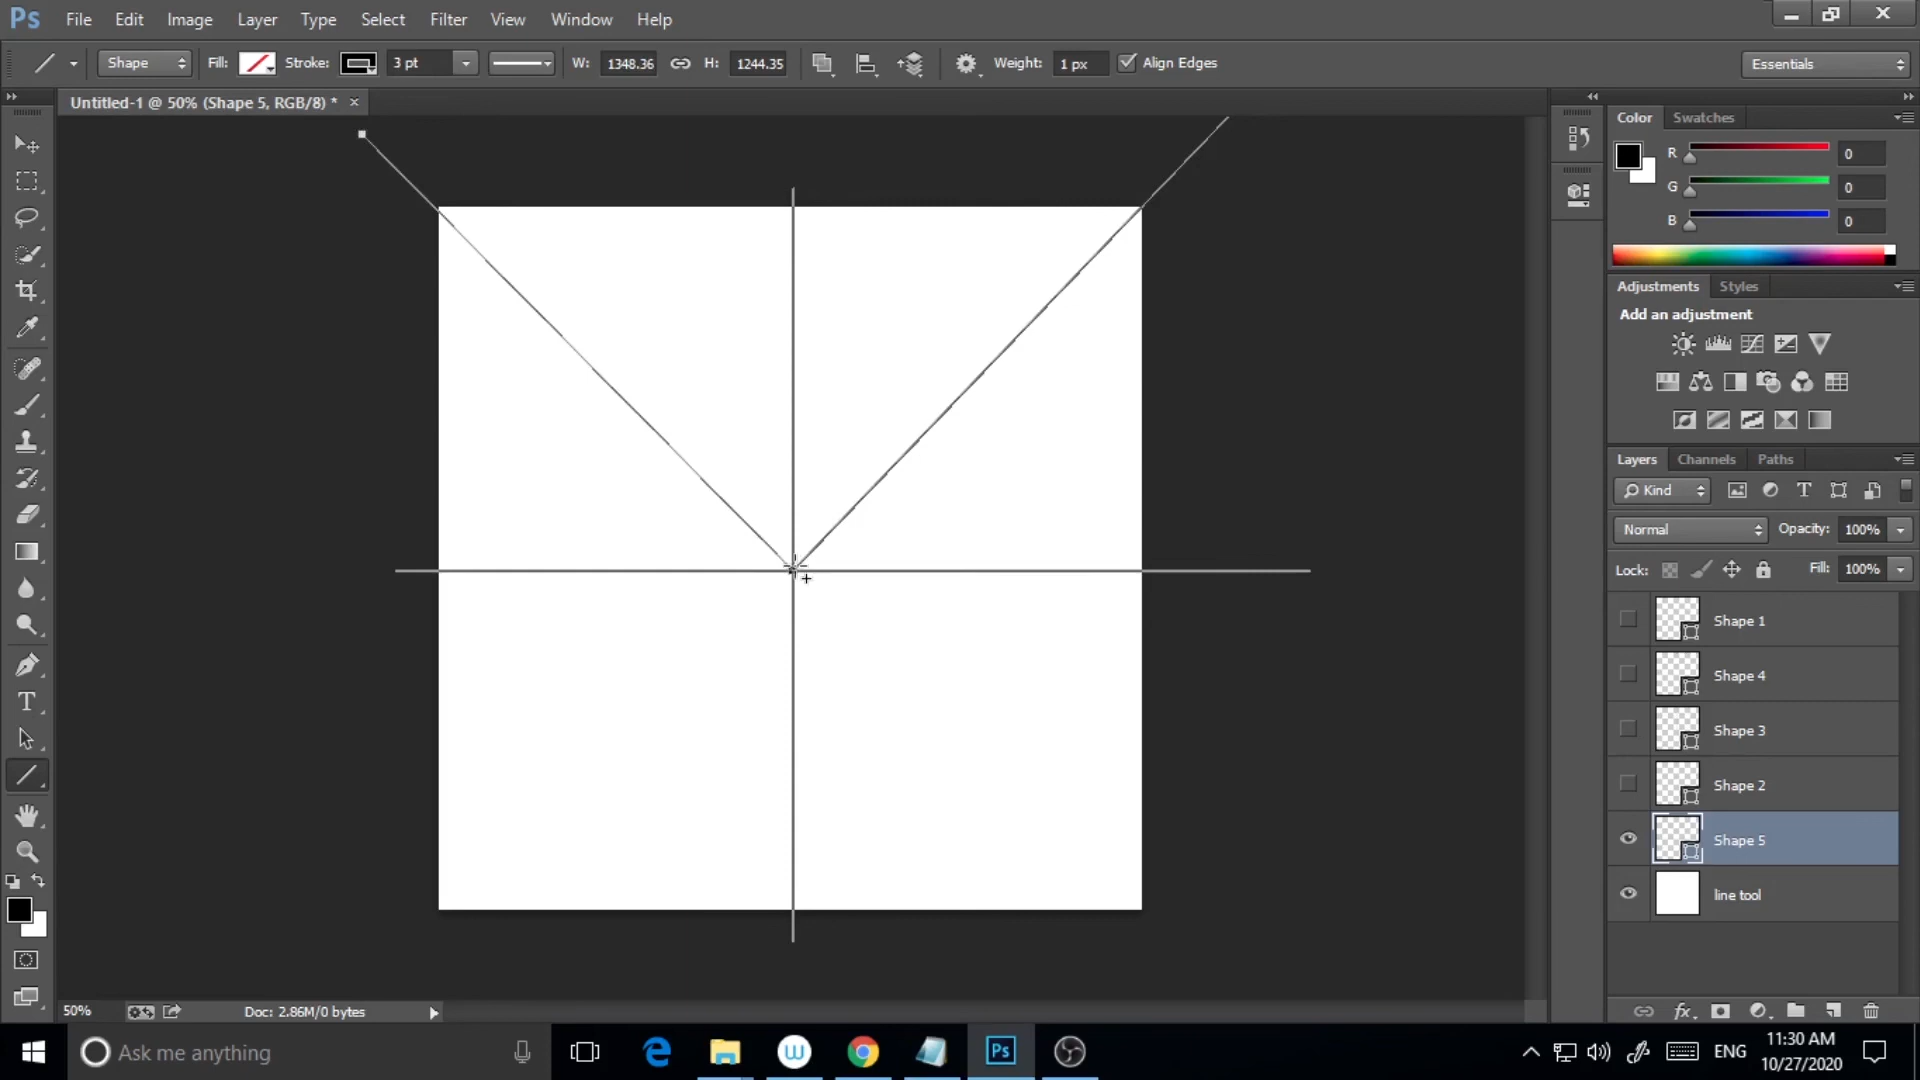 Ps File Edit Image Layer Type Select Filter View Window Help
Shape Fill: Stroke: 3 pt W: 1348.36 H: 1244.35 Weight: 1 px Align Edges Essentials
Untitled-1 @ 50% (Shape 5, RGB/8) * ×
Color Swatches
R 0
G 0
B 0
Adjustments Styles
Add an adjustment
Layers Channels Paths
Kind
Normal Opacity: 100%
Lock: Fill: 100%
Shape 1
Shape 4
Shape 3
Shape 2
Shape 5
line tool
50% Doc: 2.86M/0 bytes
Ask me anything
Ps
ENG
11:30 AM
10/27/2020